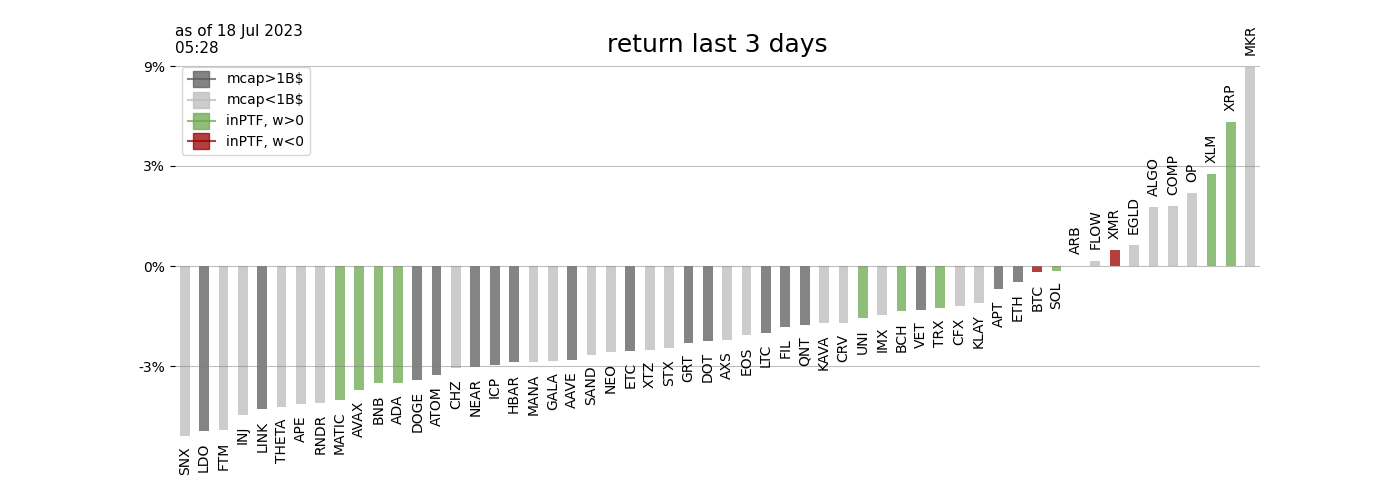 as of 18 Jul 2023
05:28
return last 3 days
9%
3%
0%
-3%
mcap>1B$
mcap<1B$
inPTF, w>0
inPTF, w<0
SNX
LDO
FTM
INJ
LINK
THETA
APE
RNDR
MATIC
AVAX
BNB
ADA
DOGE
ATOM
CHZ
NEAR
ICP
HBAR
MANA
GALA
AAVE
SAND
NEO
ETC
XTZ
STX
GRT
DOT
AXS
EOS
LTC
FIL
QNT
KAVA
CRV
UNI
IMX
BCH
VET
TRX
CFX
KLAY
APT
ETH
BTC
SOL
ARB
FLOW
XMR
EGLD
ALGO
COMP
OP
XLM
XRP
MKR